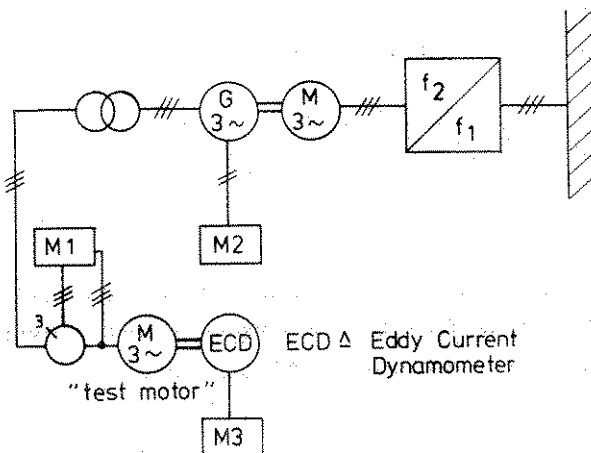 G
3~
M
3~
f2
f1
M1
M2
3
M
3~
ECD
ECD ≙ Eddy Current
Dynamometer
"test motor"
M3